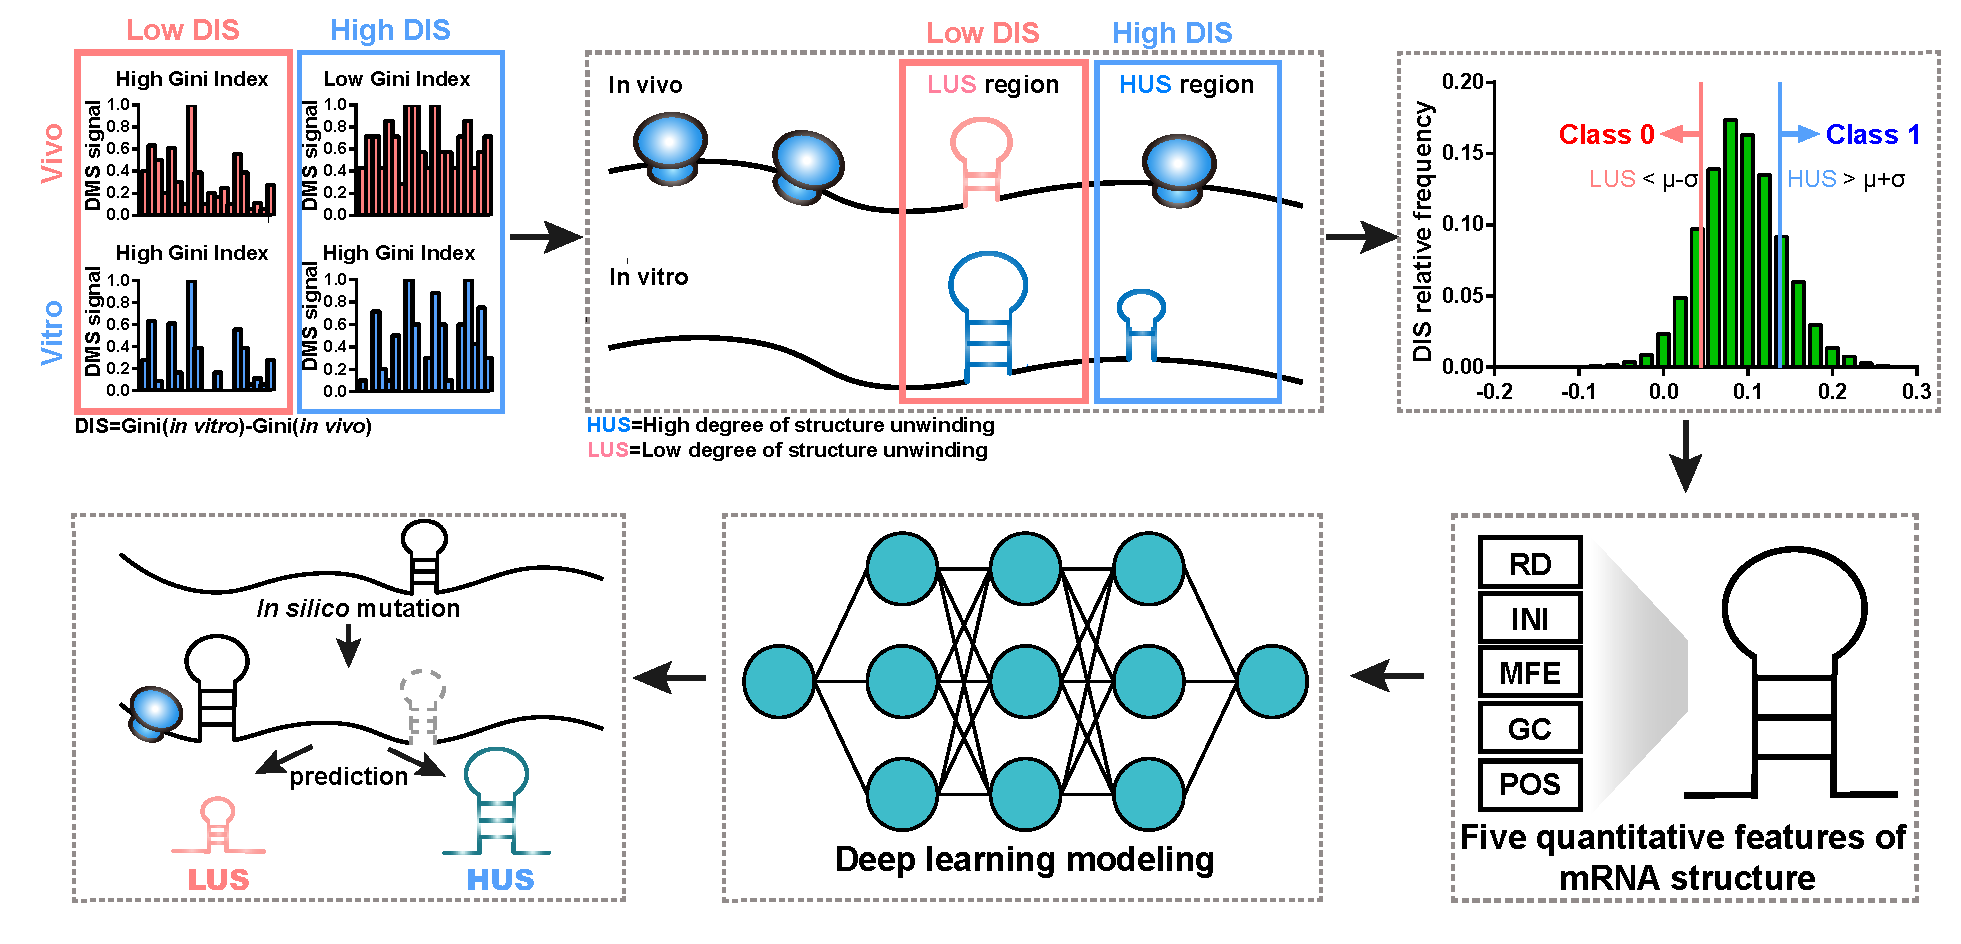 Low DIS
High DIS
High Gini Index
Low Gini Index
Vivo
DMS signal
1.0
0.8
0.6
0.4
0.2
0.0
DMS signal
1.0
0.8
0.6
0.4
0.2
0.0
High Gini Index
High Gini Index
Vitro
DMS signal
1.0
0.8
0.6
0.4
0.2
0.0
DMS signal
1.0
0.8
0.6
0.4
0.2
0.0
DIS=Gini(in vitro)-Gini(in vivo)
Low DIS
High DIS
In vivo
LUS region
HUS region
In vitro
HUS=High degree of structure unwinding
LUS=Low degree of structure unwinding
DIS relative frequency
0.20
0.15
0.10
0.05
0.00
-0.2
-0.1
0.0
0.1
0.2
0.3
Class 0
Class 1
LUS < μ-σ
HUS > μ+σ
In silico mutation
prediction
LUS
HUS
Deep learning modeling
RD
INI
MFE
GC
POS
Five quantitative features of
mRNA structure